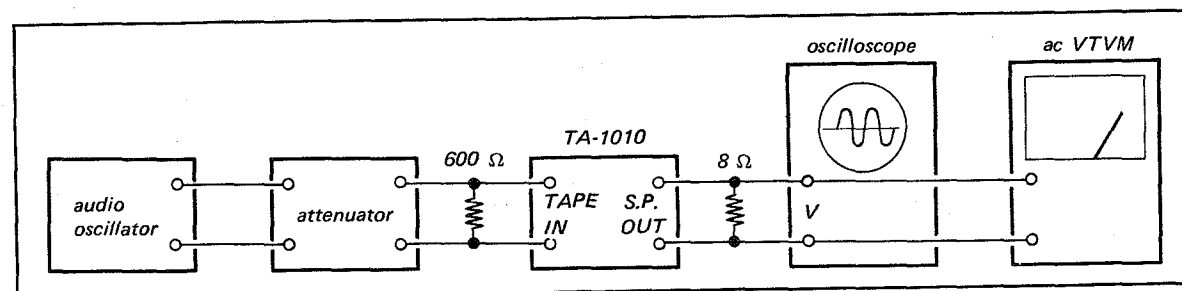 oscilloscope
ac VTVM
TA-1010
600 Ω
8 Ω
audio
oscillator
attenuator
TAPE
IN
S.P.
OUT
V